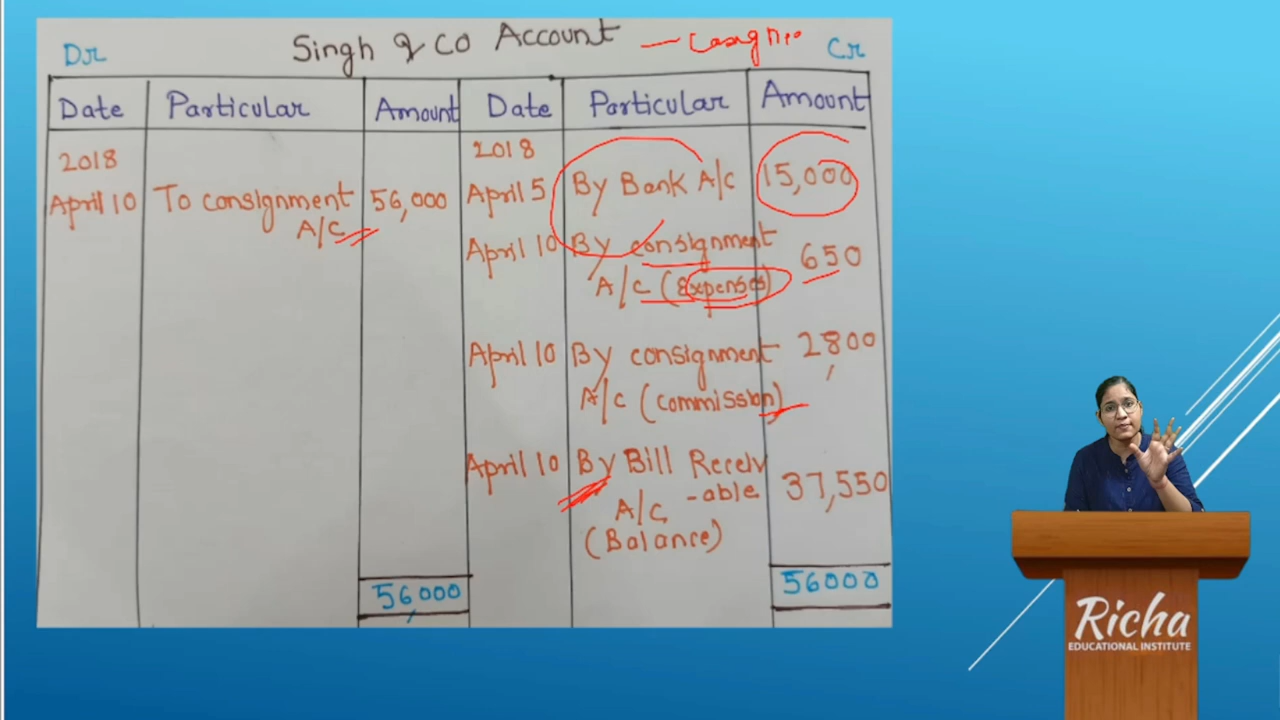 Dr Singh & Co Account Cr
Date Particular Amount Date Particular Amount
2018 2018
April 10 To consignment 56,000 April 5 By Bank A/c 15,000
A/C
April 10 By consignment 650
A/C (Expenses)
April 10 By consignment 2800
A/C (commission)
April 10 By Bill Receiv 37,550
-able
A/C
(Balance)
56,000 56000
Richa
EDUCATIONAL INSTITUTE